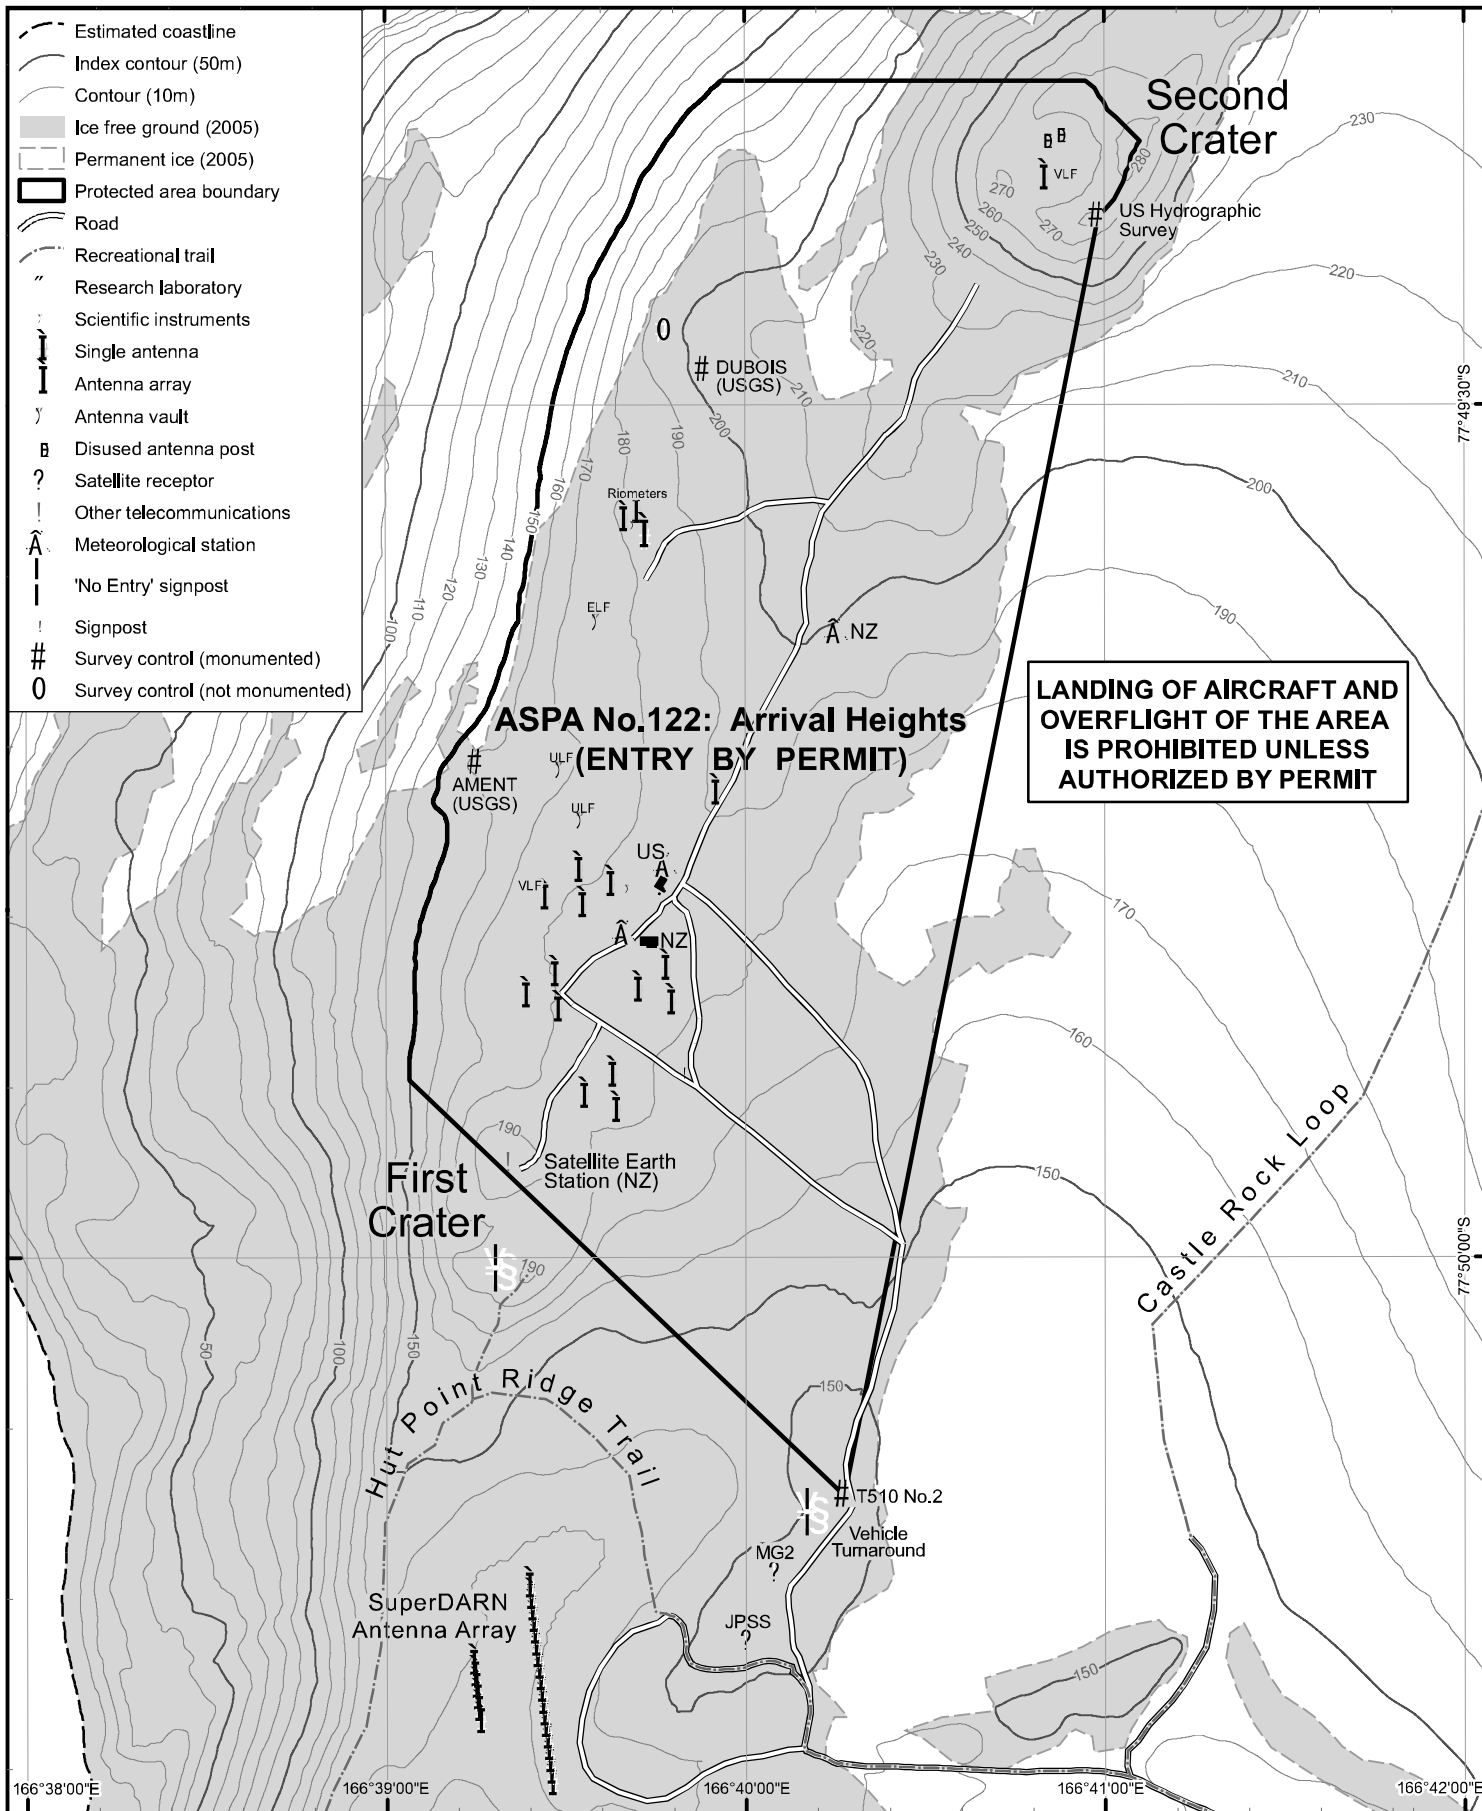 Estimated coastline
Index contour (50m)
Contour (10m)
Ice free ground (2005)
Permanent ice (2005)
Protected area boundary
Road
Recreational trail
Research laboratory
Scientific instruments
Single antenna
Antenna array
Antenna vault
Disused antenna post
Satellite receptor
Other telecommunications
Meteorological station
'No Entry' signpost
Signpost
Survey control (monumented)
Survey control (not monumented)
Second
Crater
VLF
US Hydrographic
Survey
230
280
270
260
250
270
240
230
220
220
210
210
200
DUBOIS
(USGS)
77°49'30"S
180
190
200
170
160
150
140
130
120
110
100
Riometers
ELF
NZ
190
LANDING OF AIRCRAFT AND
OVERFLIGHT OF THE AREA
IS PROHIBITED UNLESS
AUTHORIZED BY PERMIT
ASPA No.122: Arrival Heights
(ENTRY BY PERMIT)
ULF
AMENT
(USGS)
ULF
US
VLF
NZ
170
160
190
Satellite Earth
Station (NZ)
150
First
Crater
190
Castle Rock Loop
77°50'00"S
50
100
150
150
Hut Point Ridge Trail
T510 No.2
Vehicle
Turnaround
MG2
JPSS
SuperDARN
Antenna Array
150
166°38'00"E
166°39'00"E
166°40'00"E
166°41'00"E
166°42'00"E